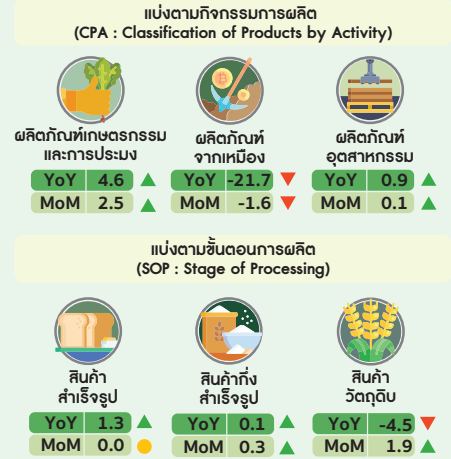 แบ่งตามกิจกรรมการผลิต
(CPA : Classification of Products by Activity)
ผลิตภัณฑ์เกษตรกรรม
และการประมง
YoY 4.6
MoM 2.5
ผลิตภัณฑ์
จากเหมือง
YoY -21.7
MoM -1.6
ผลิตภัณฑ์
อุตสาหกรรม
YoY 0.9
MoM 0.1
แบ่งตามขั้นตอนการผลิต
(SOP : Stage of Processing)
สินค้า
สำเร็จรูป
YoY 1.3
MoM 0.0
สินค้ากึ่ง
สำเร็จรูป
YoY 0.1
MoM 0.3
สินค้า
วัตถุดิบ
YoY -4.5
MoM 1.9